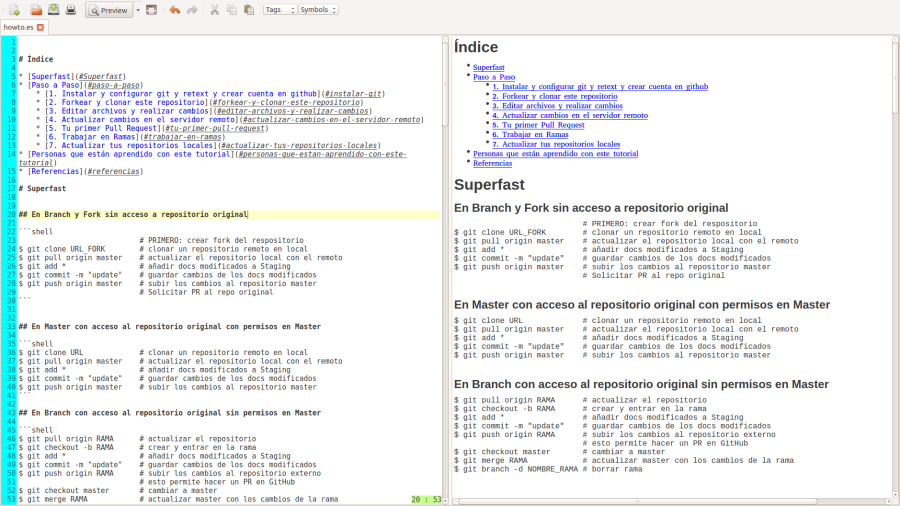 Preview
Tags
Symbols
howto.es
1
2
3 # Índice
4
5 * [Superfast](#Superfast)
6 * [Paso a Paso](#paso-a-paso)
7 * [1. Instalar y configurar git y retext y crear cuenta en github](#instalar-git)
8 * [2. Forkear y clonar este repositorio](#forkear-y-clonar-este-repositorio)
9 * [3. Editar archivos y realizar cambios](#editar-archivos-y-realizar-cambios)
10 * [4. Actualizar cambios en el servidor remoto](#actualizar-cambios-en-el-servidor-remoto)
11 * [5. Tu primer Pull Request](#tu-primer-pull-request)
12 * [6. Trabajar en Ramas](#trabajar-en-ramas)
13 * [7. Actualizar tus repositorios locales](#actualizar-tus-repositorios-locales)
14 * [Personas que están aprendido con este tutorial](#personas-que-estan-aprendido-con-este-
tutorial)
15 * [Referencias](#referencias)
16
17 # Superfast
18
19
20 ## En Branch y Fork sin acceso a repositorio original
21
22 ```shell
23 # PRIMERO: crear fork del respositorio
24 $ git clone URL_FORK # clonar un repositorio remoto en local
25 $ git pull origin master # actualizar el repositorio local con el remoto
26 $ git add * # añadir docs modificados a Staging
27 $ git commit -m "update" # guardar cambios de los docs modificados
28 $ git push origin master # subir los cambios al repositorio master
29 # Solicitar PR al repo original
30 ```
31
32
33 ## En Master con acceso al repositorio original con permisos en Master
34
35 ```shell
36 $ git clone URL # clonar un repositorio remoto en local
37 $ git pull origin master # actualizar el repositorio local con el remoto
38 $ git add * # añadir docs modificados a Staging
39 $ git commit -m "update" # guardar cambios de los docs modificados
40 $ git push origin master # subir los cambios al repositorio master
41 ```
42
43 ## En Branch con acceso al repositorio original sin permisos en Master
44
45 ```shell
46 $ git pull origin RAMA # actualizar el repositorio
47 $ git checkout -b RAMA # crear y entrar en la rama
48 $ git add * # añadir docs modificados a Staging
49 $ git commit -m "update" # guardar cambios de los docs modificados
50 $ git push origin RAMA # subir los cambios al repositorio externo
51 # esto permite hacer un PR en GitHub
52 $ git checkout master # cambiar a master
53 $ git merge RAMA # actualizar master con los cambios de la rama
20 : 53
Índice
Superfast
Paso a Paso
1. Instalar y configurar git y retext y crear cuenta en github
2. Forkear y clonar este repositorio
3. Editar archivos y realizar cambios
4. Actualizar cambios en el servidor remoto
5. Tu primer Pull Request
6. Trabajar en Ramas
7. Actualizar tus repositorios locales
Personas que están aprendido con este tutorial
Referencias
Superfast
En Branch y Fork sin acceso a repositorio original
# PRIMERO: crear fork del respositorio
$ git clone URL_FORK # clonar un repositorio remoto en local
$ git pull origin master # actualizar el repositorio local con el remoto
$ git add * # añadir docs modificados a Staging
$ git commit -m "update" # guardar cambios de los docs modificados
$ git push origin master # subir los cambios al repositorio master
# Solicitar PR al repo original
En Master con acceso al repositorio original con permisos en Master
$ git clone URL # clonar un repositorio remoto en local
$ git pull origin master # actualizar el repositorio local con el remoto
$ git add * # añadir docs modificados a Staging
$ git commit -m "update" # guardar cambios de los docs modificados
$ git push origin master # subir los cambios al repositorio master
En Branch con acceso al repositorio original sin permisos en Master
$ git pull origin RAMA # actualizar el repositorio
$ git checkout -b RAMA # crear y entrar en la rama
$ git add * # añadir docs modificados a Staging
$ git commit -m "update" # guardar cambios de los docs modificados
$ git push origin RAMA # subir los cambios al repositorio externo
# esto permite hacer un PR en GitHub
$ git checkout master # cambiar a master
$ git merge RAMA # actualizar master con los cambios de la rama
$ git branch -d NOMBRE_RAMA # borrar rama